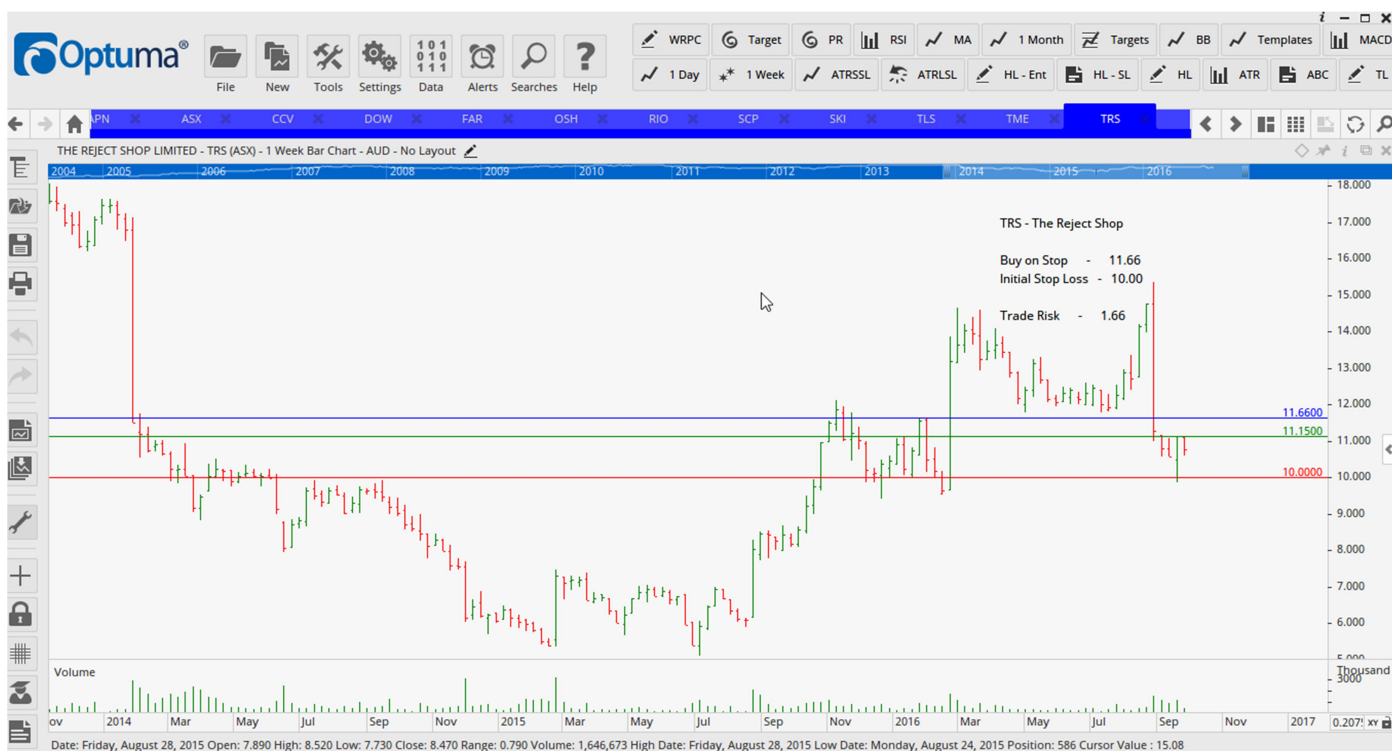 Optuma®
File New Tools Settings Data Alerts Searches Help
101
010
111
WRPC Target PR RSI MA 1 Month Targets BB Templates MACD
1 Day 1 Week ATRSSL ATRLSL HL - Ent HL - SL HL ATR ABC TL
APN ASX CCV DOW FAR OSH RIO SCP SKI TLS TME TRS
THE REJECT SHOP LIMITED - TRS (ASX) - 1 Week Bar Chart - AUD - No Layout
2004 2005 2006 2007 2008 2009 2010 2011 2012 2013 2014 2015 2016
18.000
TRS - The Reject Shop
17.000
16.000
Buy on Stop - 11.66
Initial Stop Loss - 10.00
15.000
Trade Risk - 1.66
14.000
13.000
12.000
11.6600
11.1500
11.000
10.0000
10.000
9.000
8.000
7.000
6.000
5.000
Volume
Thousand
3000
ov 2014 Mar May Jul Sep Nov 2015 Mar May Jul Sep Nov 2016 Mar May Jul Sep Nov 2017 XY
Date: Friday, August 28, 2015 Open: 7.890 High: 8.520 Low: 7.730 Close: 8.470 Range: 0.790 Volume: 1,646,673 High Date: Friday, August 28, 2015 Low Date: Monday, August 24, 2015 Position: 586 Cursor Value : 15.08